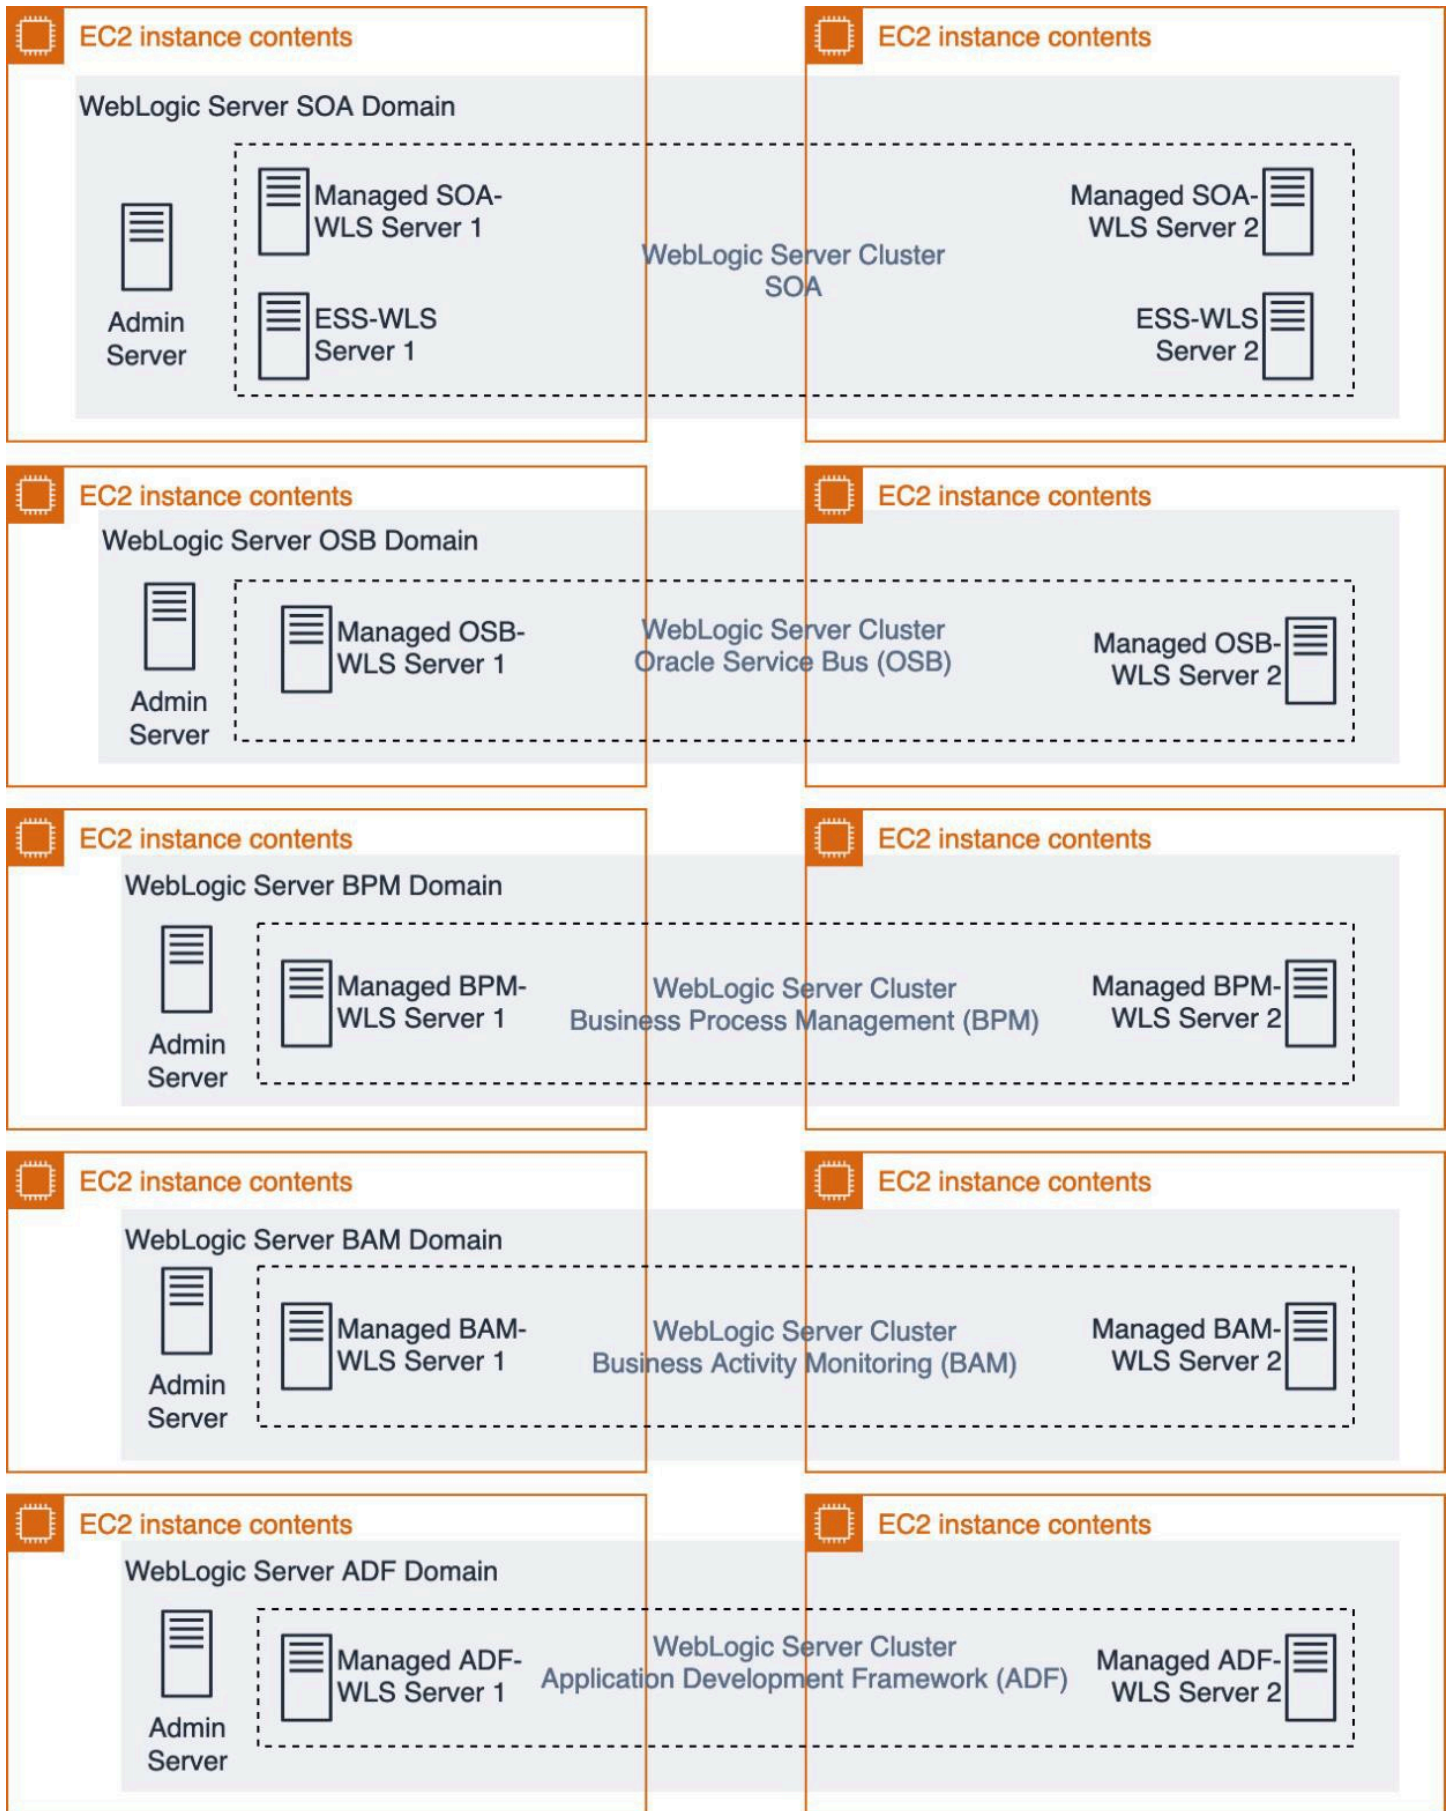 EC2 instance contents
EC2 instance contents
WebLogic Server SOA Domain
Managed SOA-
WLS Server 1
Managed SOA-
WLS Server 2
WebLogic Server Cluster
SOA
Admin
Server
ESS-WLS
Server 1
ESS-WLS
Server 2
EC2 instance contents
EC2 instance contents
WebLogic Server OSB Domain
Managed OSB-
WLS Server 1
WebLogic Server Cluster
Oracle Service Bus (OSB)
Managed OSB-
WLS Server 2
Admin
Server
EC2 instance contents
EC2 instance contents
WebLogic Server BPM Domain
Managed BPM-
WLS Server 1
WebLogic Server Cluster
Business Process Management (BPM)
Managed BPM-
WLS Server 2
Admin
Server
EC2 instance contents
EC2 instance contents
WebLogic Server BAM Domain
Managed BAM-
WLS Server 1
WebLogic Server Cluster
Business Activity Monitoring (BAM)
Managed BAM-
WLS Server 2
Admin
Server
EC2 instance contents
EC2 instance contents
WebLogic Server ADF Domain
Managed ADF-
WLS Server 1
WebLogic Server Cluster
Application Development Framework (ADF)
Managed ADF-
WLS Server 2
Admin
Server